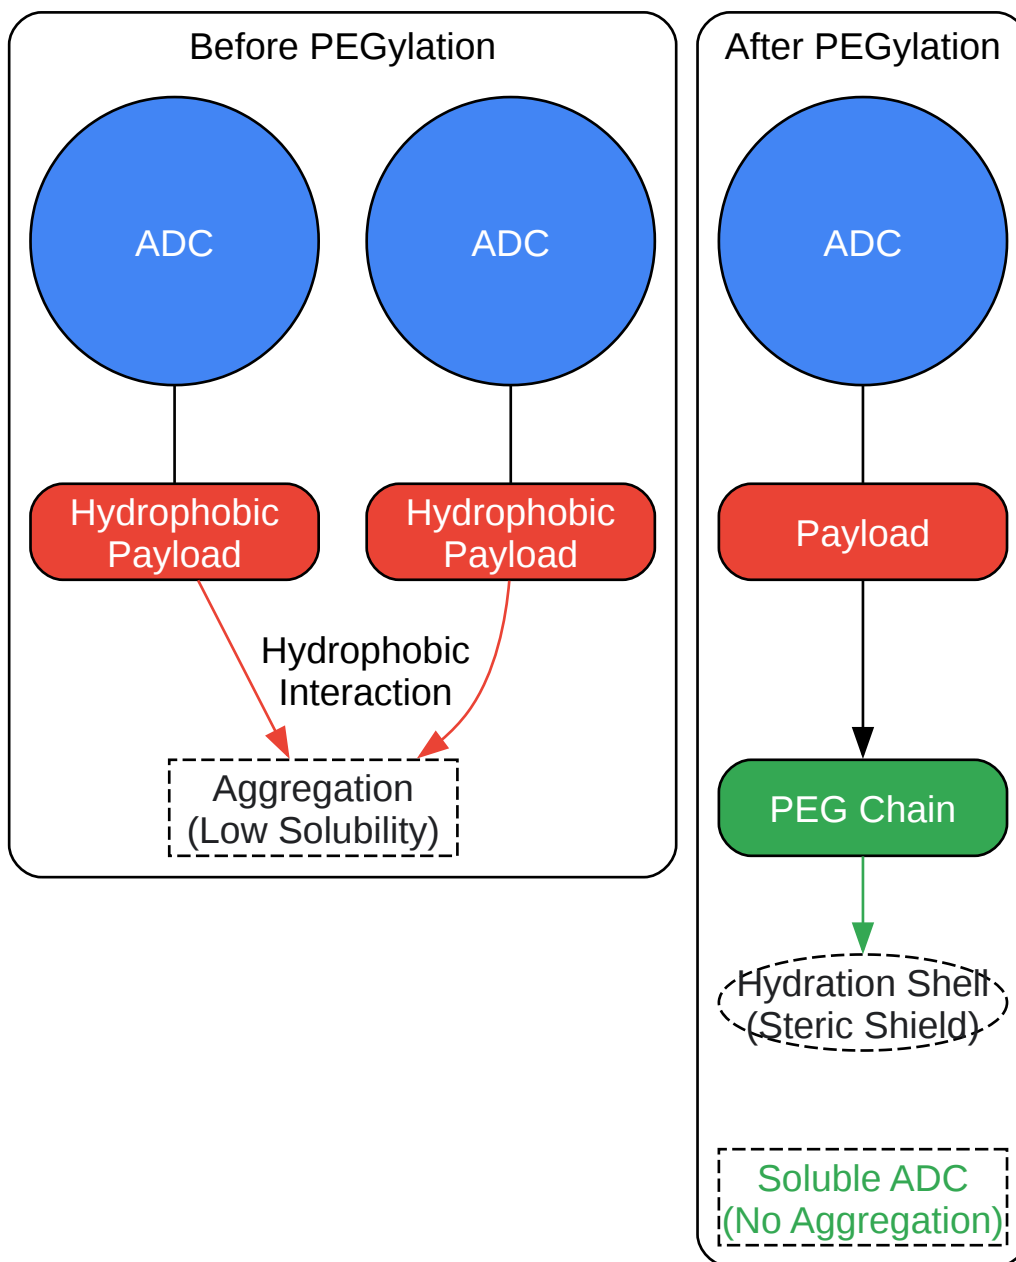 Before PEGylation
ADC
ADC
Hydrophobic
Payload
Hydrophobic
Payload
Hydrophobic
Interaction
Aggregation
(Low Solubility)
After PEGylation
ADC
Payload
PEG Chain
Hydration Shell
(Steric Shield)
Soluble ADC
(No Aggregation)